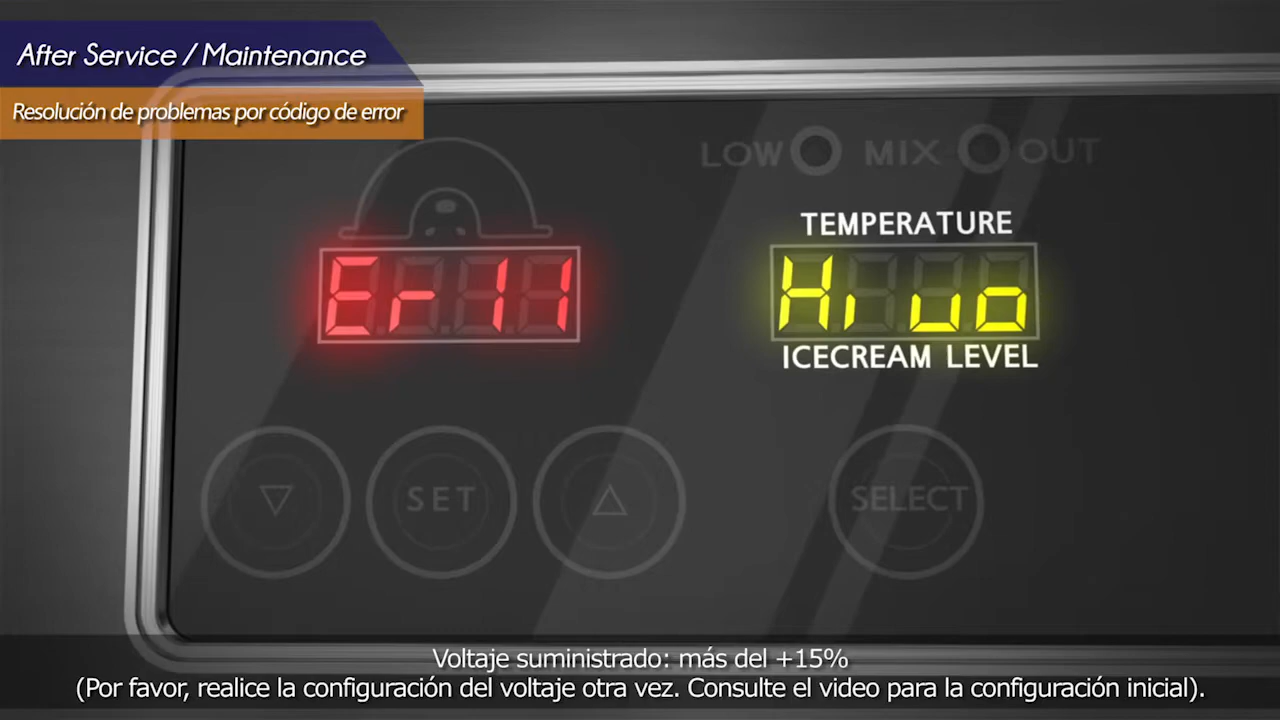 After Service / Maintenance
Resolución de problemas por código de error
LOW MIX OUT
TEMPERATURE
Er 11
Hi uo
ICECREAM LEVEL
SET
SELECT
Voltaje suministrado: más del +15%
(Por favor, realice la configuración del voltaje otra vez. Consulte el video para la configuración inicial).